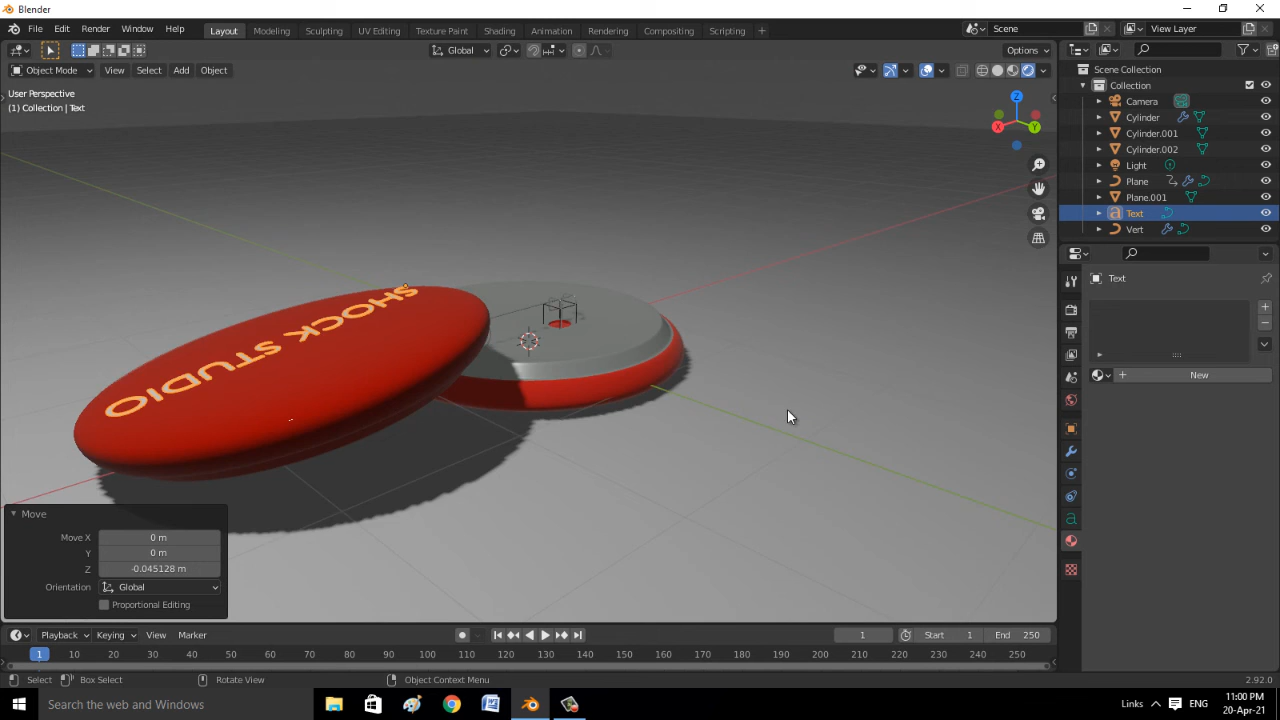 Blender
File Edit Render Window Help
Layout Modeling Sculpting UV Editing Texture Paint Shading Animation Rendering Compositing Scripting +
Scene
View Layer
Global
Options
Object Mode View Select Add Object
User Perspective
(1) Collection | Text
Z
X
Y
SHOCK STUDIO
Scene Collection
Collection
Camera
Cylinder
Cylinder.001
Cylinder.002
Light
Plane
Plane.001
Text
Vert
Text
New
Move
Move X 0 m
Y 0 m
Z -0.045128 m
Orientation Global
Proportional Editing
Playback Keying View Marker
1
Start 1
End 250
1 10 20 30 40 50 60 70 80 90 100 110 120 130 140 150 160 170 180 190 200 210 220 230 240 250
Select Box Select Rotate View Object Context Menu 2.92.0
Search the web and Windows
Links ENG
11:00 PM
20-Apr-21